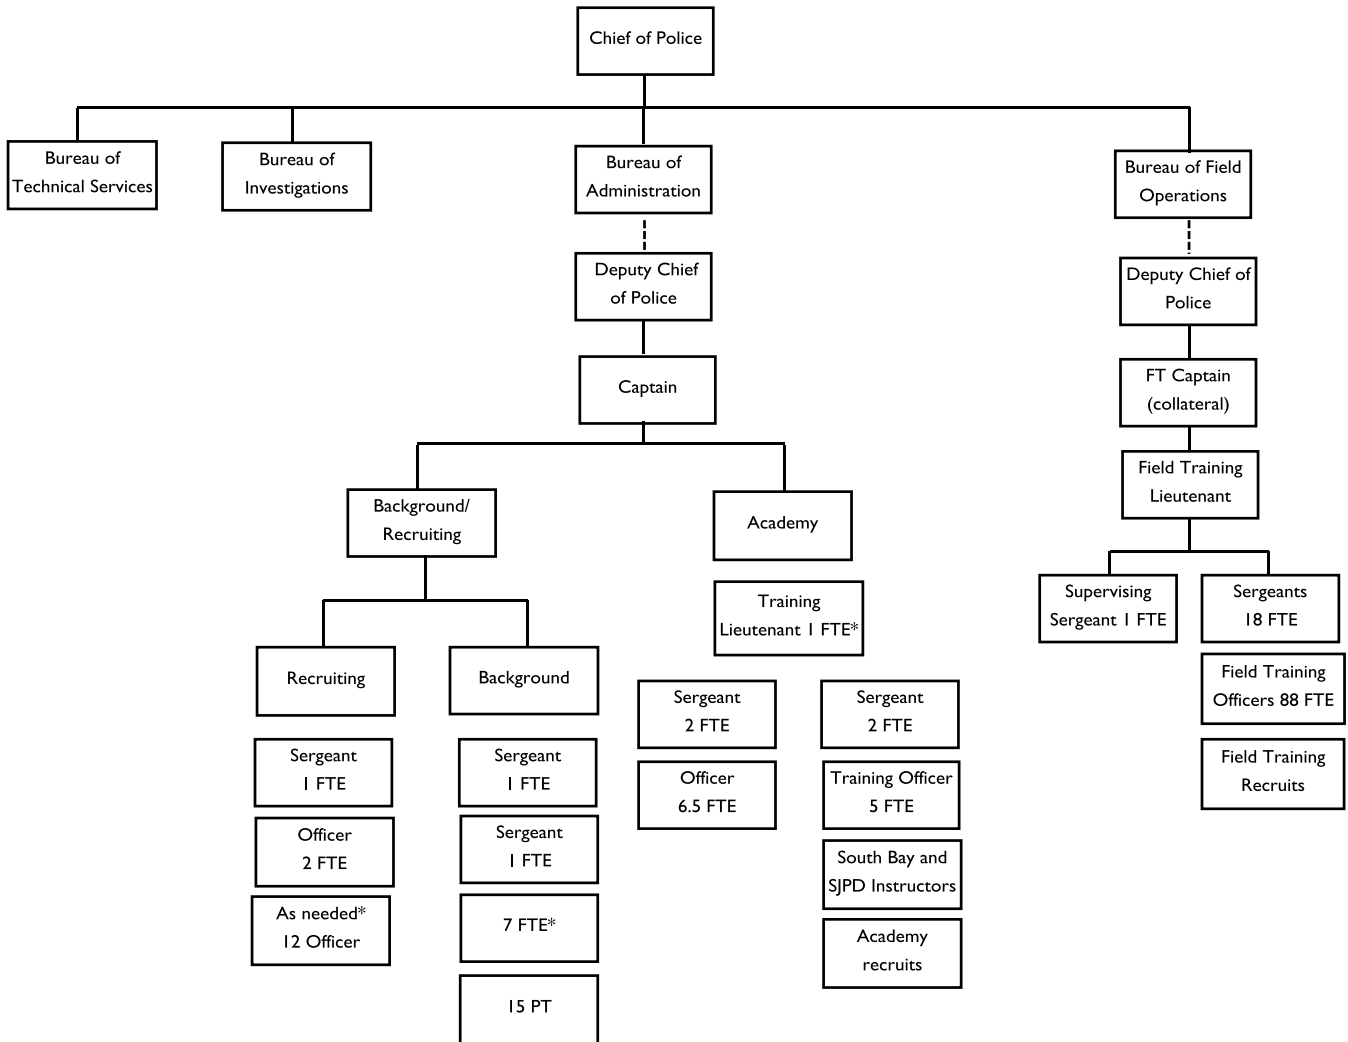 Chief of Police
Bureau of
Technical Services
Bureau of
Investigations
Bureau of
Administration
Bureau of Field
Operations
Deputy Chief
of Police
Deputy Chief of
Police
Captain
FT Captain
(collateral)
Field Training
Lieutenant
Background/
Recruiting
Academy
Training
Lieutenant 1 FTE*
Supervising
Sergeant 1 FTE
Sergeants
18 FTE
Field Training
Officers 88 FTE
Field Training
Recruits
Recruiting
Background
Sergeant
1 FTE
Officer
2 FTE
As needed*
12 Officer
Sergeant
1 FTE
Sergeant
1 FTE
7 FTE*
15 PT
Sergeant
2 FTE
Officer
6.5 FTE
Sergeant
2 FTE
Training Officer
5 FTE
South Bay and
SJPD Instructors
Academy
recruits